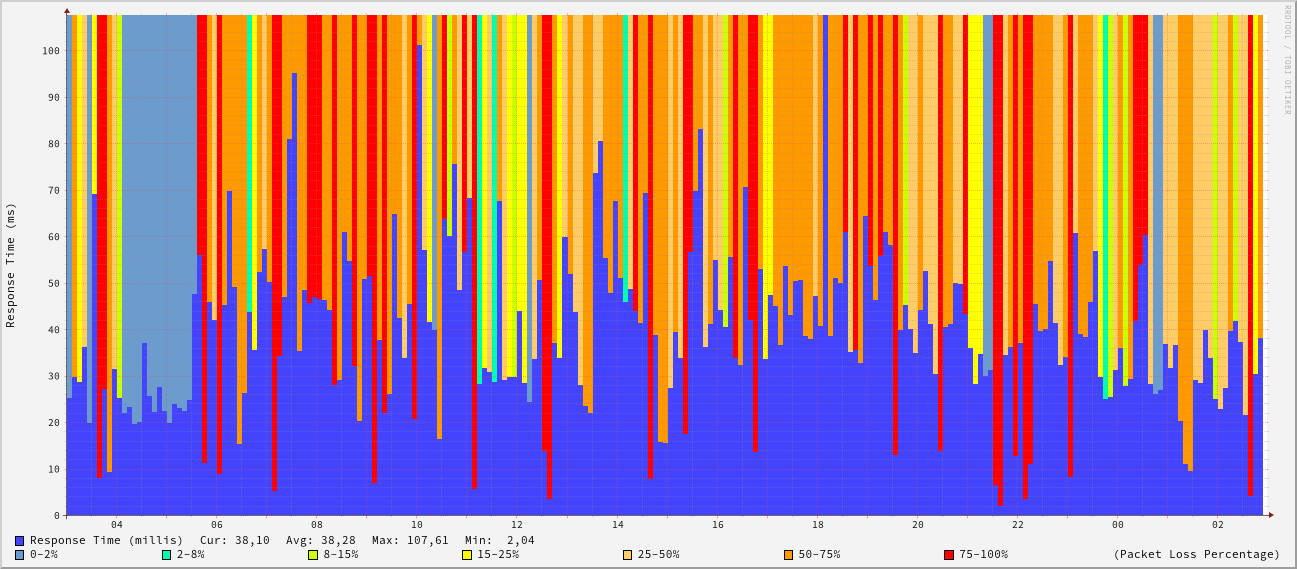 RRDTOOL / TOBI OETIKER
Response Time (ms)
100
90
80
70
60
50
40
30
20
10
0
04 06 08 10 12 14 16 18 20 22 00 02
Response Time (millis) Cur: 38,10 Avg: 38,28 Max: 107,61 Min: 2,04
0-2% 2-8% 8-15% 15-25% 25-50% 50-75% 75-100% (Packet Loss Percentage)